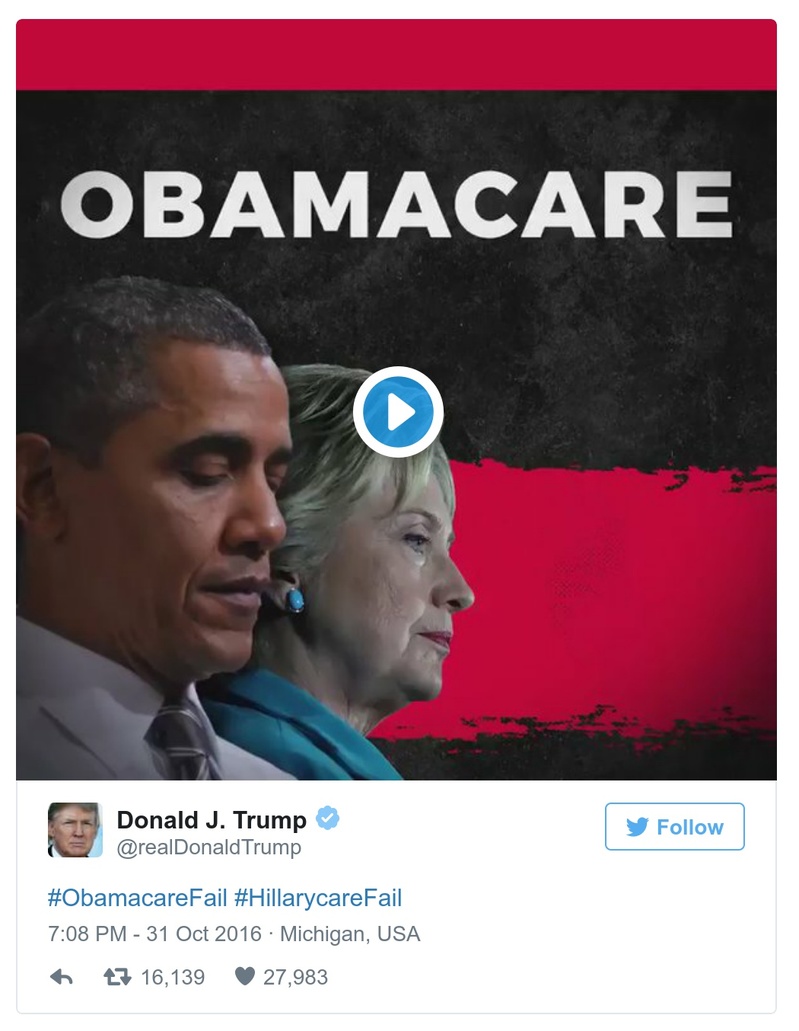 OBAMACARE
Donald J. Trump
@realDonaldTrump
Follow
#ObamacareFail #HillarycareFail
7:08 PM - 31 Oct 2016 · Michigan, USA
16,139 27,983